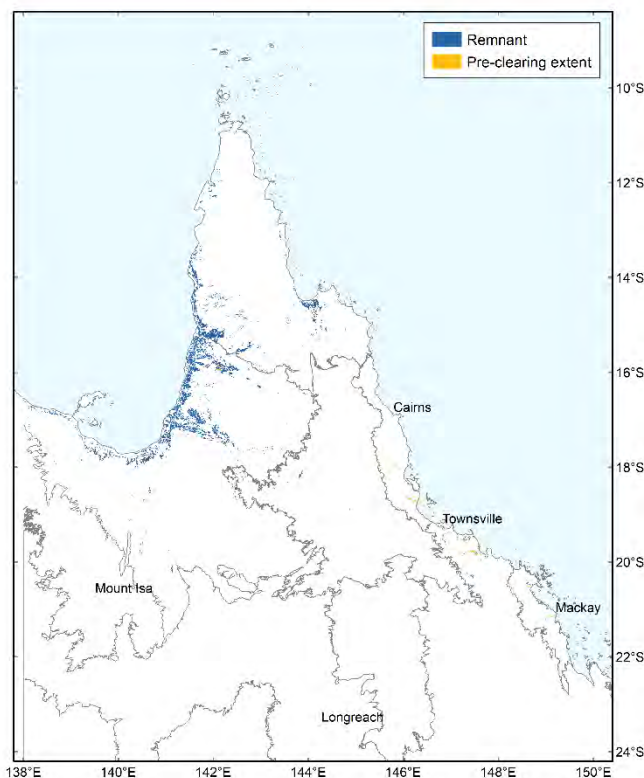 Remnant
Pre-clearing extent
10°S
12°S
14°S
16°S
Cairns
18°S
Townsville
20°S
Mount Isa
Mackay
22°S
Longreach
24°S
138°E
140°E
142°E
144°E
146°E
148°E
150°E